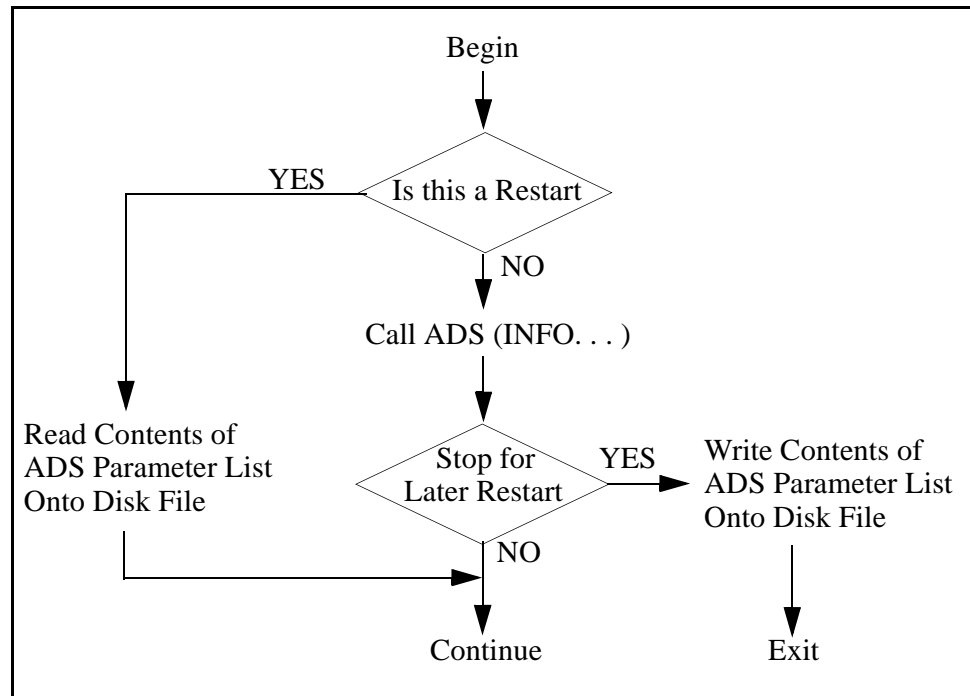 Begin
YES
Is this a Restart
NO
Call ADS (INFO. . . )
Read Contents of
ADS Parameter List
Onto Disk File
Stop for
Later Restart
YES
Write Contents of
ADS Parameter List
Onto Disk File
NO
Continue
Exit